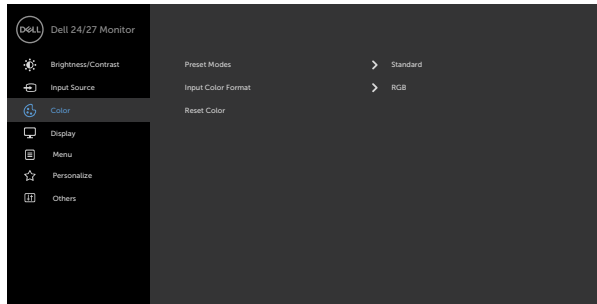 DELL Dell 24/27 Monitor
Brightness/Contrast Preset Modes Standard
Input Source Input Color Format RGB
Color Reset Color
Display
Menu
Personalize
Others